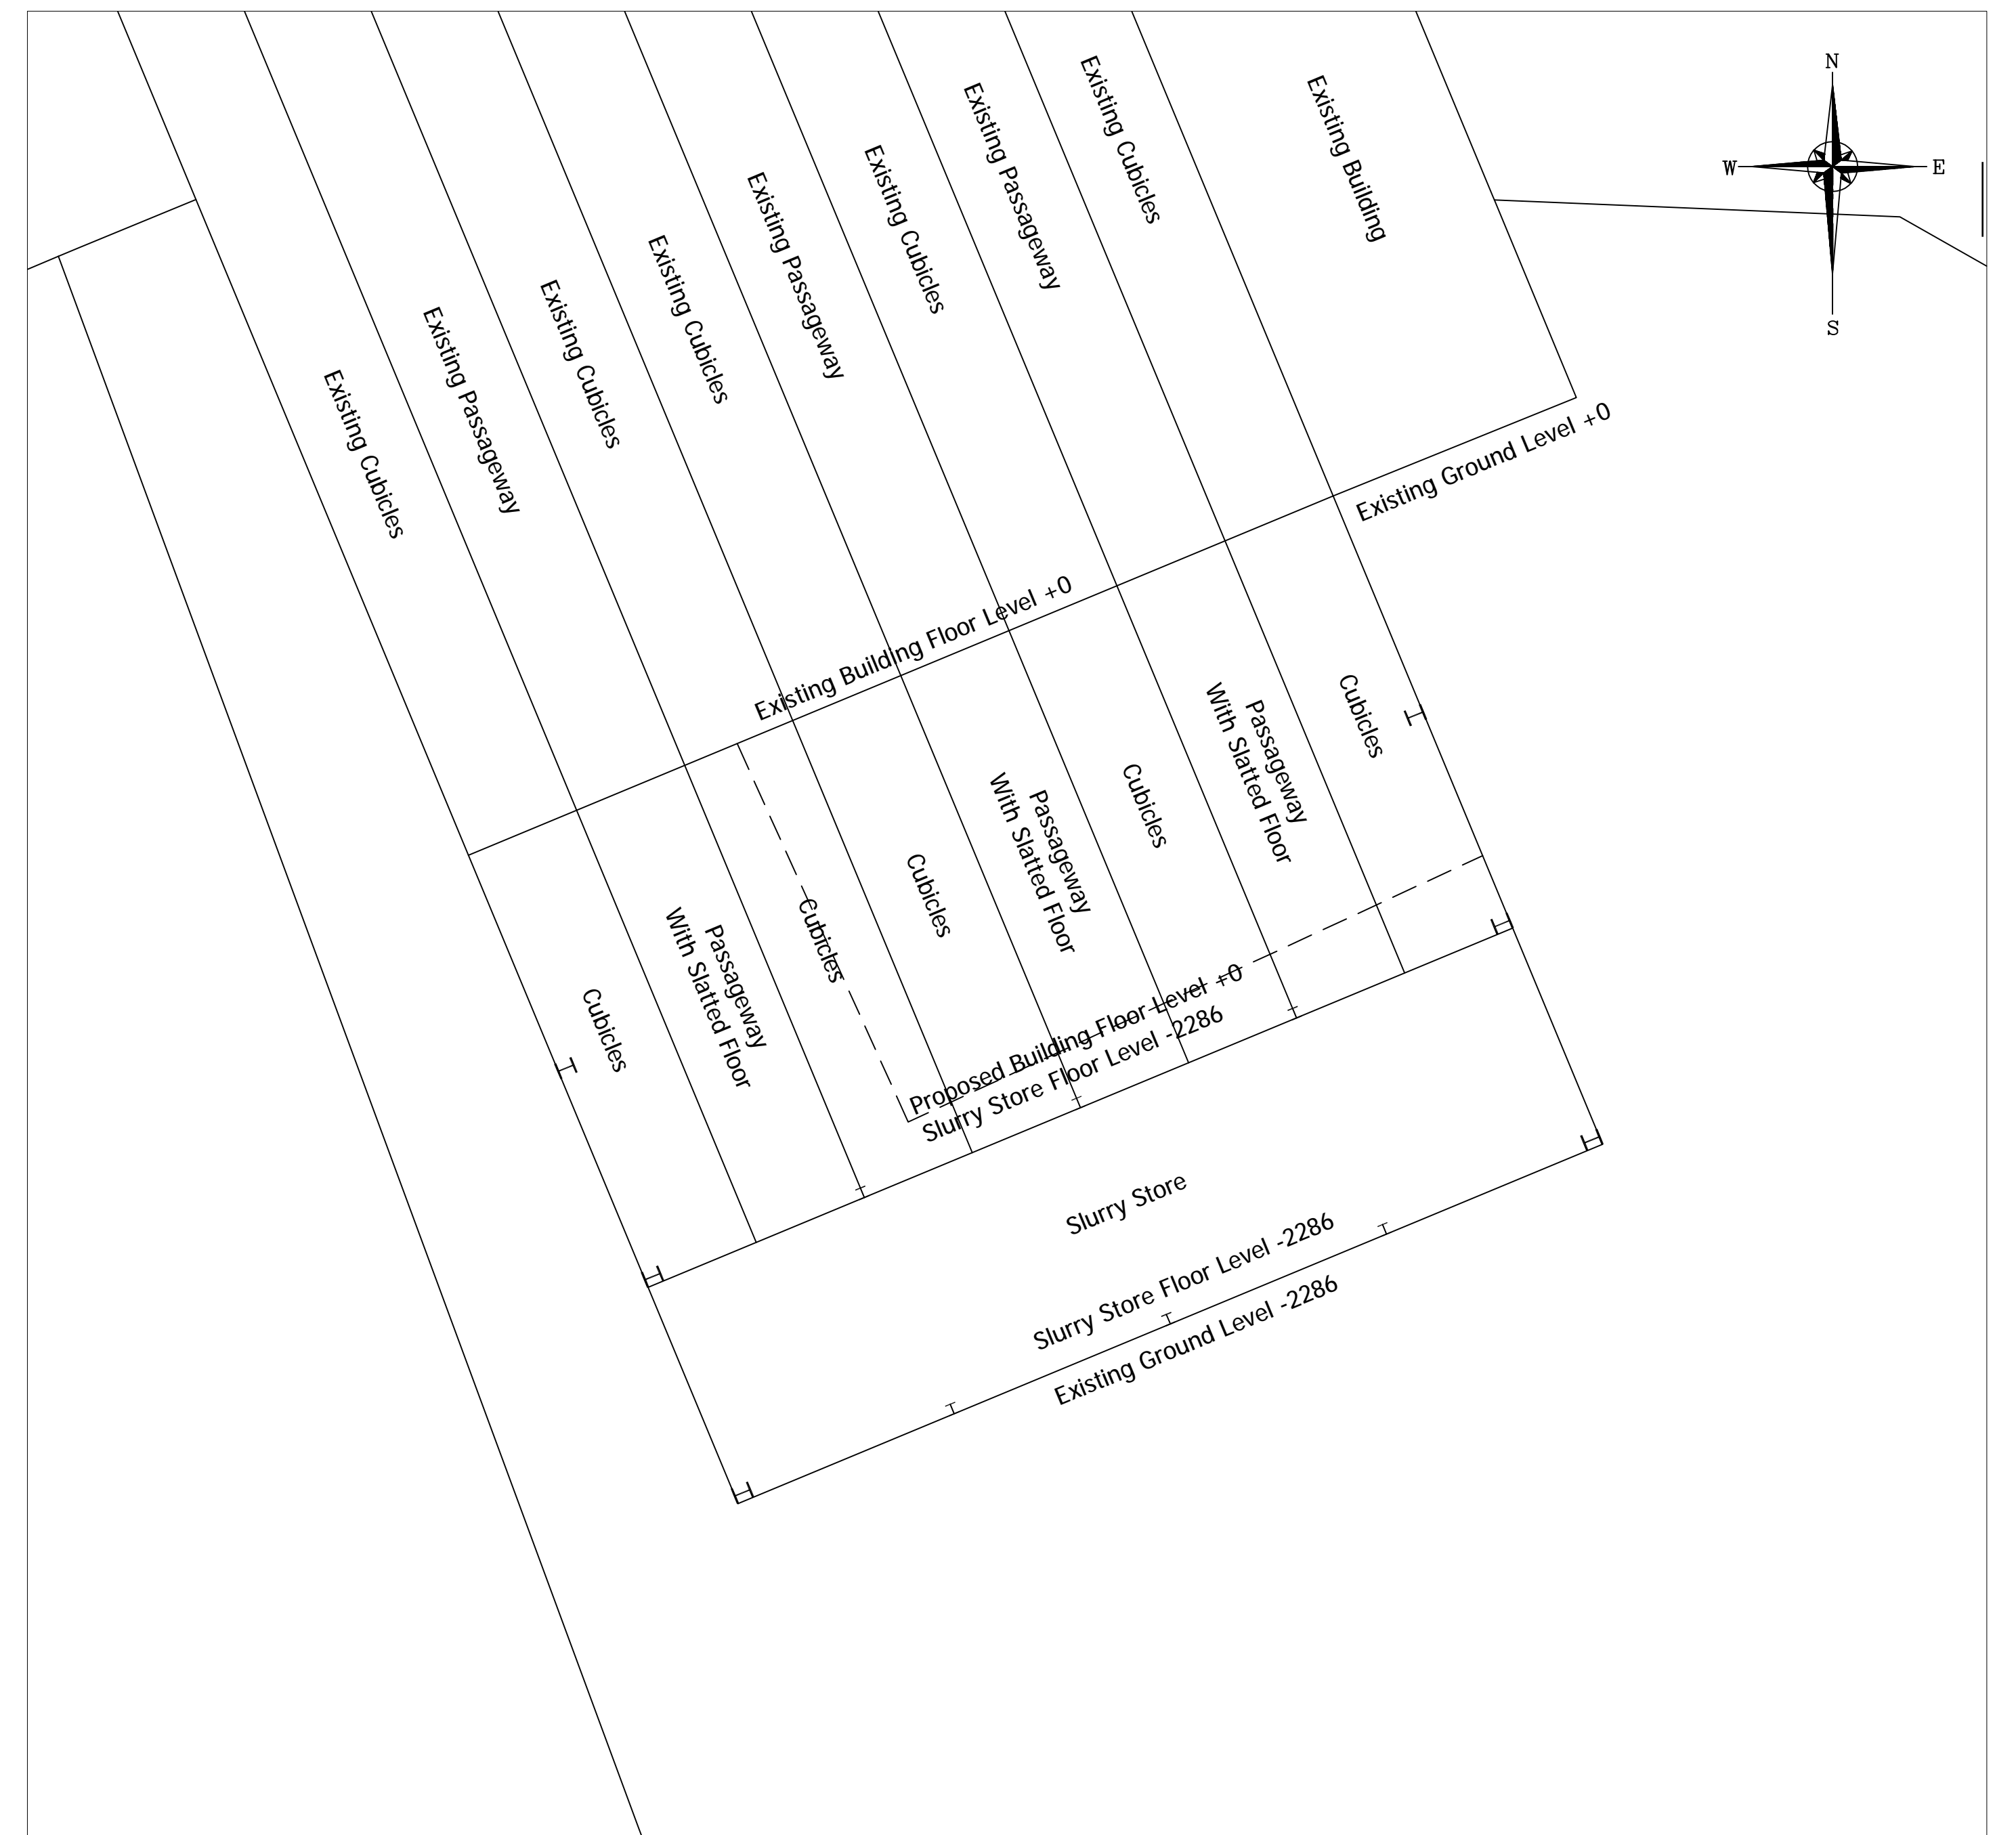 N
W
E
S
Existing Cubicles
Existing Passageway
Existing Cubicles
Existing Cubicles
Existing Passageway
Existing Cubicles
Existing Passageway
Existing Cubicles
Existing Building
Existing Ground Level +0
Existing Building Floor Level +0
Cubicles
Passageway
With Slatted Floor
Cubicles
Cubicles
Passageway
With Slatted Floor
Cubicles
Passageway
With Slatted Floor
Cubicles
Proposed Building Floor Level +0
Slurry Store Floor Level -2286
Slurry Store
Slurry Store Floor Level -2286
Existing Ground Level -2286